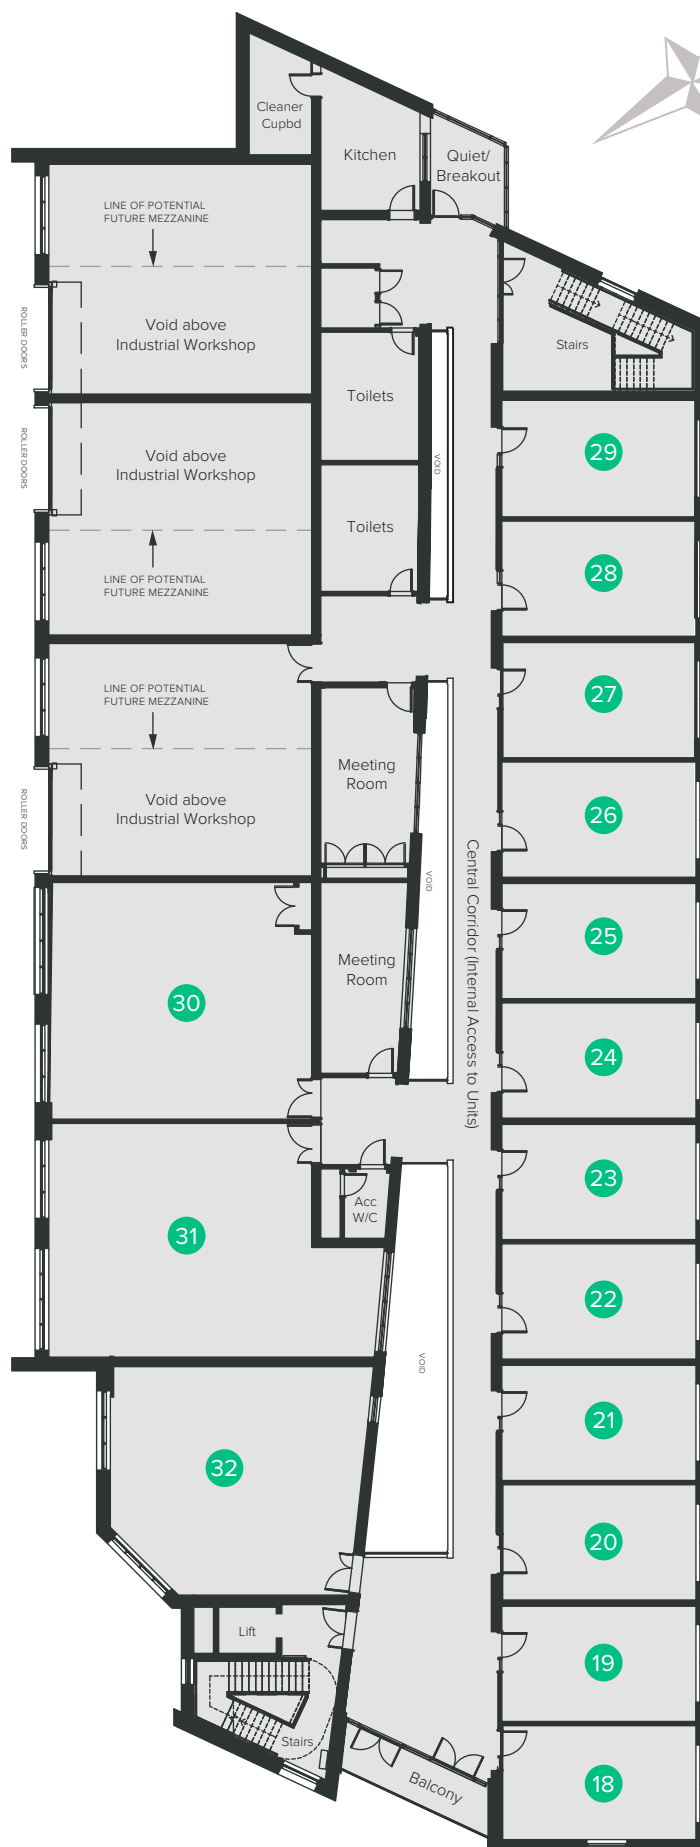 Cleaner
Cupbd
Kitchen
Quiet/
Breakout
LINE OF POTENTIAL
FUTURE MEZZANINE
Void above
Industrial Workshop
ROLLER DOORS
Stairs
Toilets
VOID
29
Void above
Industrial Workshop
ROLLER DOORS
Toilets
28
LINE OF POTENTIAL
FUTURE MEZZANINE
27
LINE OF POTENTIAL
FUTURE MEZZANINE
Meeting
Room
Void above
Industrial Workshop
ROLLER DOORS
26
VOID
Central Corridor (Internal Access to Units)
25
Meeting
Room
30
24
23
Acc
W/C
31
22
VOID
21
32
20
Lift
19
Stairs
Balcony
18